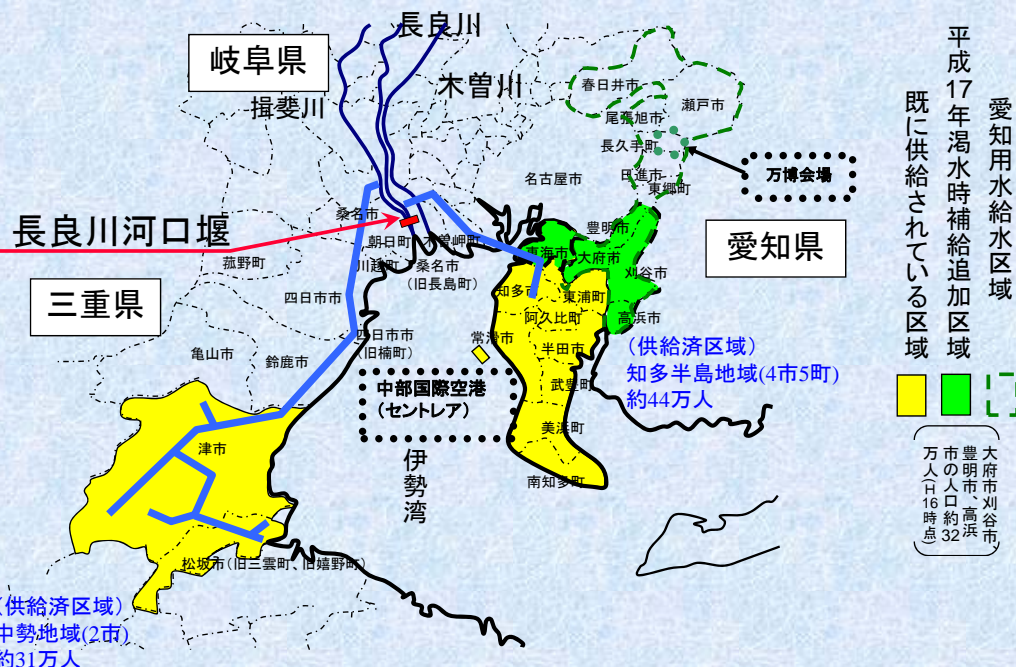 長良川
岐阜県
木曽川
揖斐川
春日井市
瀬戸市
尾張旭市
長久手町
日進市
東郷町
万博会場
名古屋市
桑名市
長良川河口堰
朝日町
木曽岬町
豊明市
愛知県
東海市
大府市
川越町
桑名市
(旧長島町)
菰野町
刈谷市
三重県
知多市
東浦町
四日市市
阿久比町
高浜市
四日市市
(旧楠町)
常滑市
半田市
亀山市
鈴鹿市
(供給済区域)
知多半島地域(4市5町)
約44万人
中部国際空港
(セントレア)
武豊町
美浜町
津市
伊勢湾
南知多町
松坂市(旧三雲町、旧嬉野町)
(供給済区域)
中勢地域(2市)
約31万人
愛知用水給水区域
平成17年渇水時補給追加区域
既に供給されている区域
大府市刈谷市
豊明市、高浜
市の人口約32
万人(H16時点)